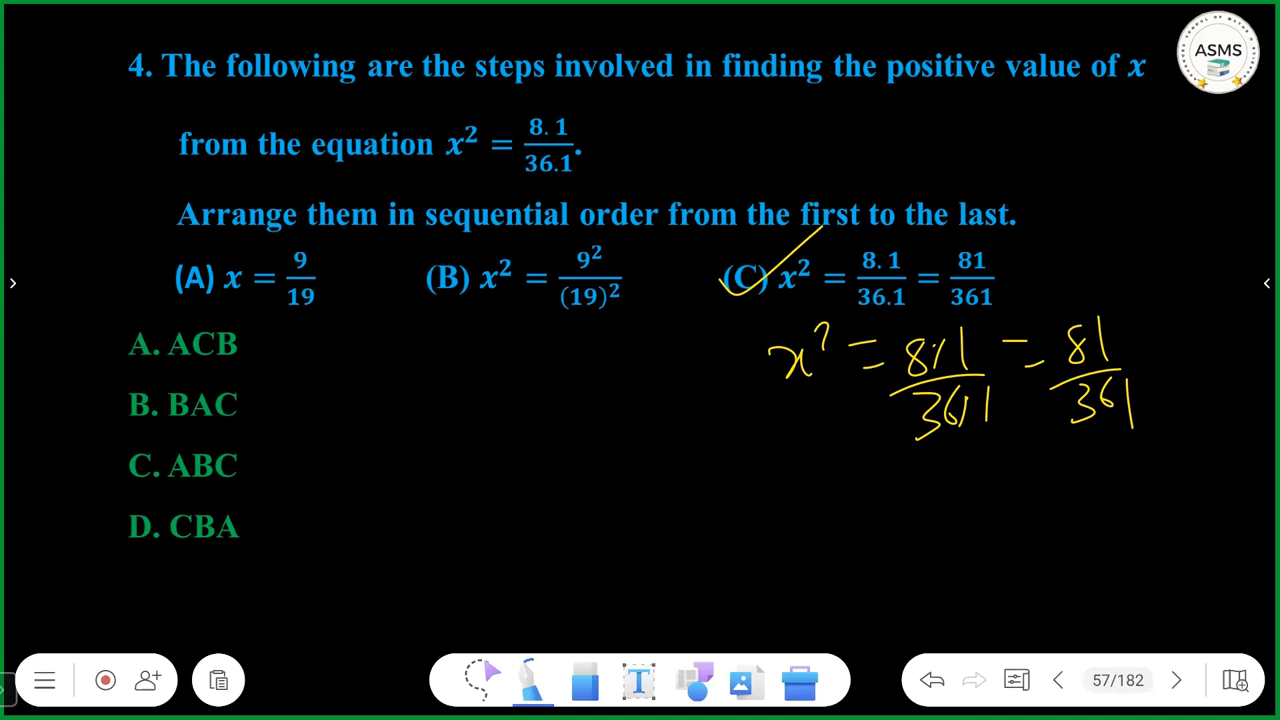 SCHOOL OF MATHS
ASMS
4. The following are the steps involved in finding the positive value of x
from the equation x² = 8.1/36.1.
Arrange them in sequential order from the first to the last.
(A) x = 9/19 (B) x² = 9²/(19)² (C) x² = 8.1/36.1 = 81/361
x² = 8.1/36.1 = 81/361
A. ACB
B. BAC
C. ABC
D. CBA
57/182